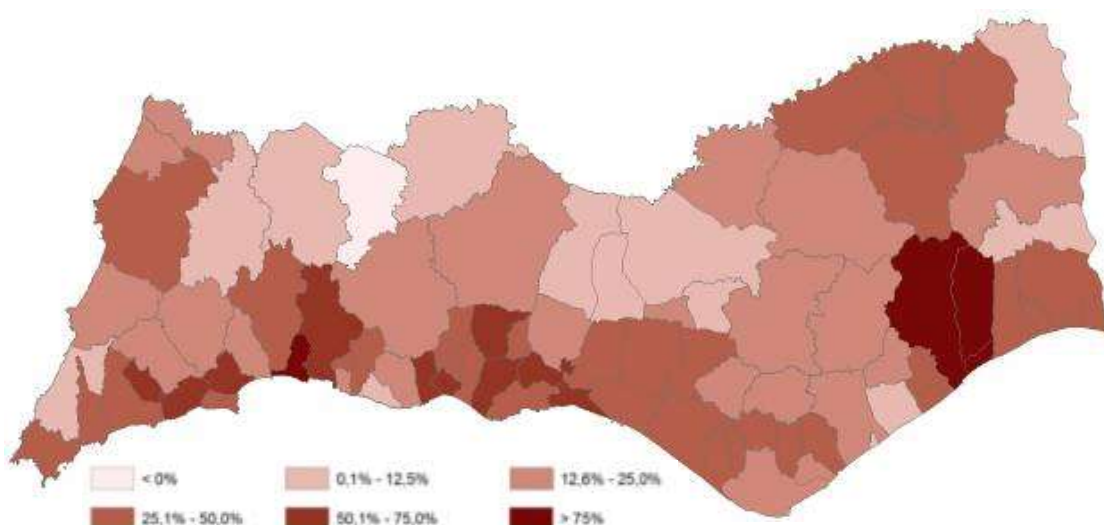 < 0%
0,1% - 12,5%
12,6% - 25,0%
25,1% - 50,0%
50,1% - 75,0%
> 75%